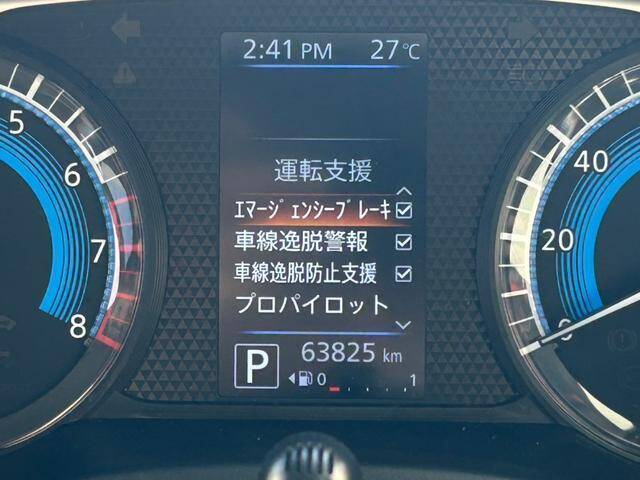 2:41 PM 27℃
運転支援
ｴﾏｰｼﾞｪﾝｼｰﾌﾞﾚｰｷ
車線逸脱警報
車線逸脱防止支援
プロパイロット
63825 km
P
0 1
5
6
7
8
40
20
0